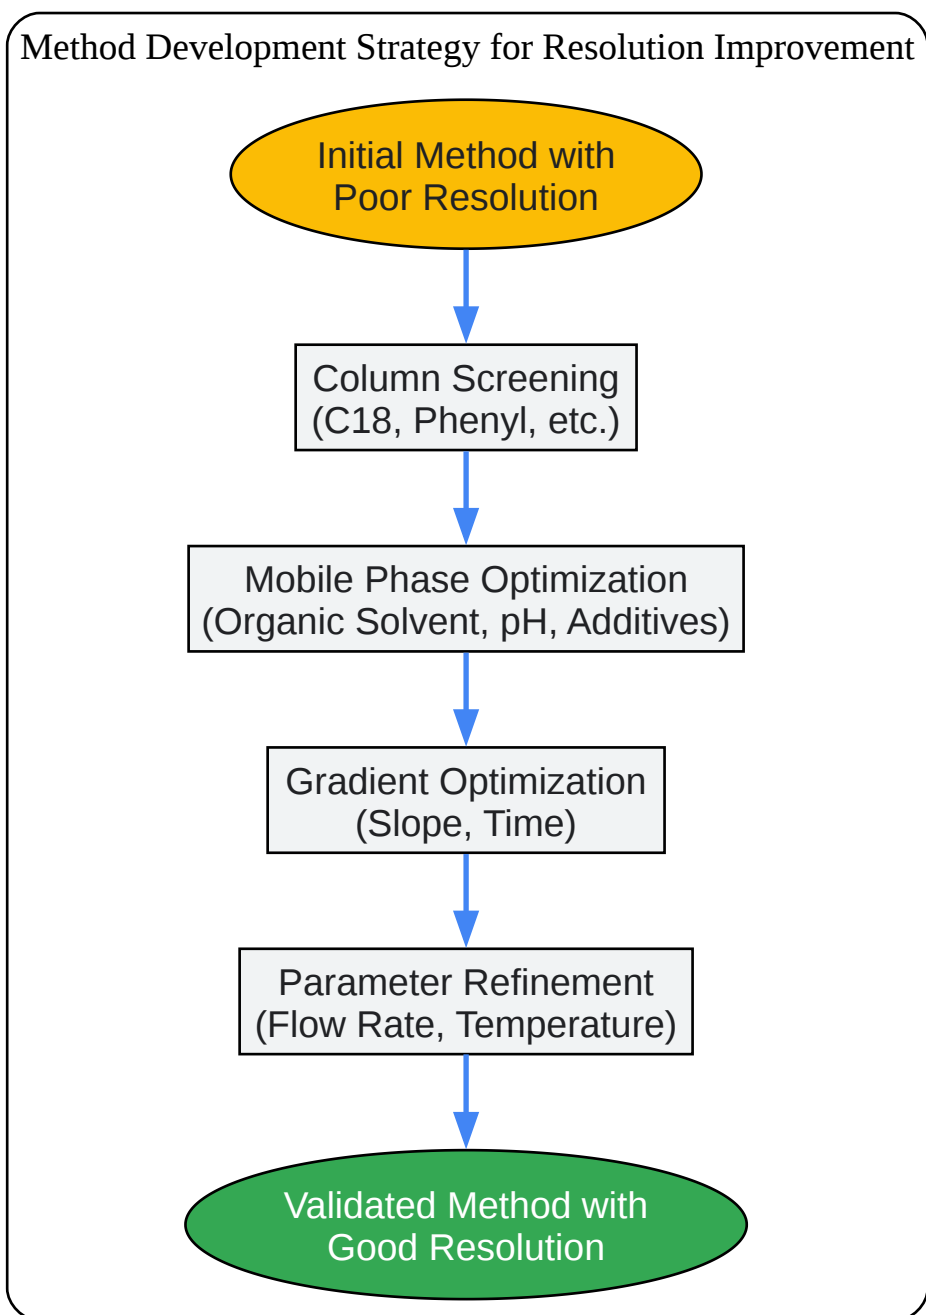 Method Development Strategy for Resolution Improvement
Initial Method with
Poor Resolution
Column Screening
(C18, Phenyl, etc.)
Mobile Phase Optimization
(Organic Solvent, pH, Additives)
Gradient Optimization
(Slope, Time)
Parameter Refinement
(Flow Rate, Temperature)
Validated Method with
Good Resolution